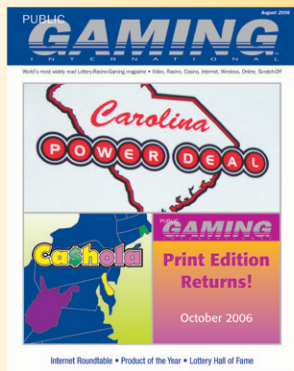 August 2006
PUBLIC
GAMING
INTERNATIONAL
World's most widely read Lottery-Racino-Gaming magazine • Video, Racino, Casino, Internet, Wireless, Online, Scratch-Off
Carolina
POWER DEAL
Ca$hola
PUBLIC
GAMING
INTERNATIONAL
Print Edition
Returns!
October 2006
Internet Roundtable • Product of the Year • Lottery Hall of Fame